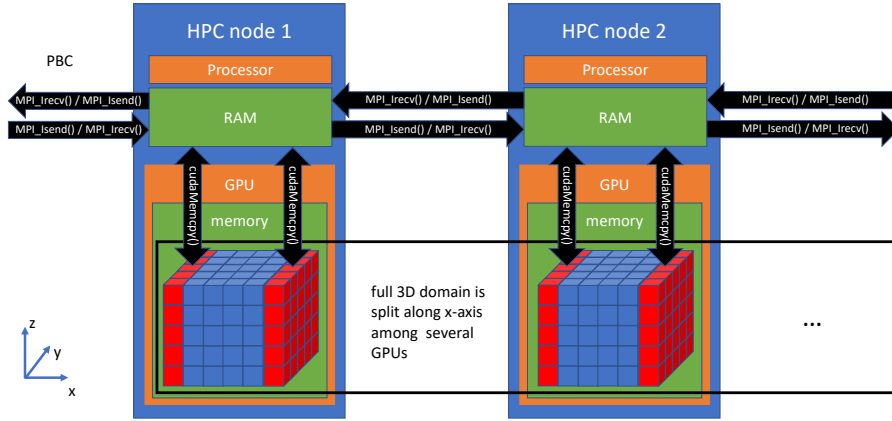 HPC node 1
HPC node 2
PBC
Processor
Processor
MPI_Irecv() / MPI_Isend()
MPI_Irecv() / MPI_Isend()
MPI_Irecv() / MPI_Isend()
RAM
RAM
MPI_Isend() / MPI_Irecv()
MPI_Isend() / MPI_Irecv()
MPI_Isend() / MPI_Irecv()
cudaMemcpy()
cudaMemcpy()
cudaMemcpy()
cudaMemcpy()
GPU
GPU
memory
memory
full 3D domain is
split along x-axis
among several
GPUs
...
z
y
x